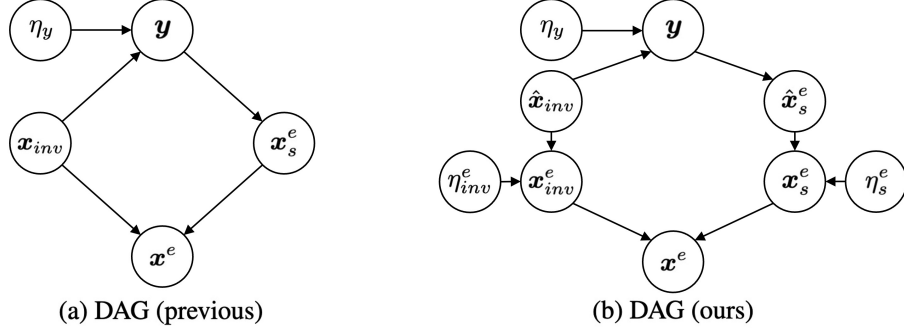 η_y
y
x_inv
x_s^e
x^e
(a) DAG (previous)
η_y
y
x̂_inv
x̂_s^e
η_inv^e
x_inv^e
x_s^e
η_s^e
x^e
(b) DAG (ours)